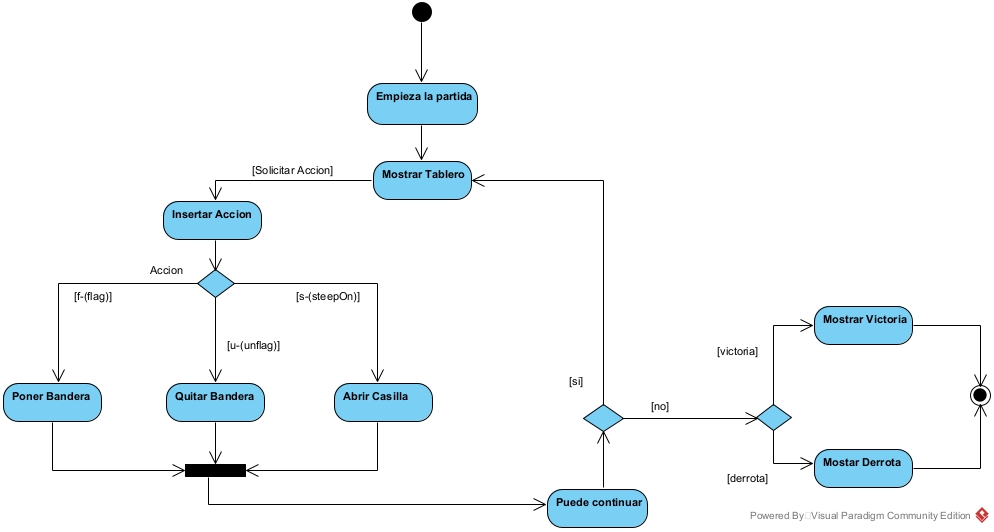 Empieza la partida
Mostrar Tablero
[Solicitar Accion]
Insertar Accion
Accion
[f-(flag)]
[s-(steepOn)]
[u-(unflag)]
Poner Bandera
Quitar Bandera
Abrir Casilla
Puede continuar
[si]
[no]
[victoria]
Mostrar Victoria
[derrota]
Mostar Derrota
Powered By Visual Paradigm Community Edition